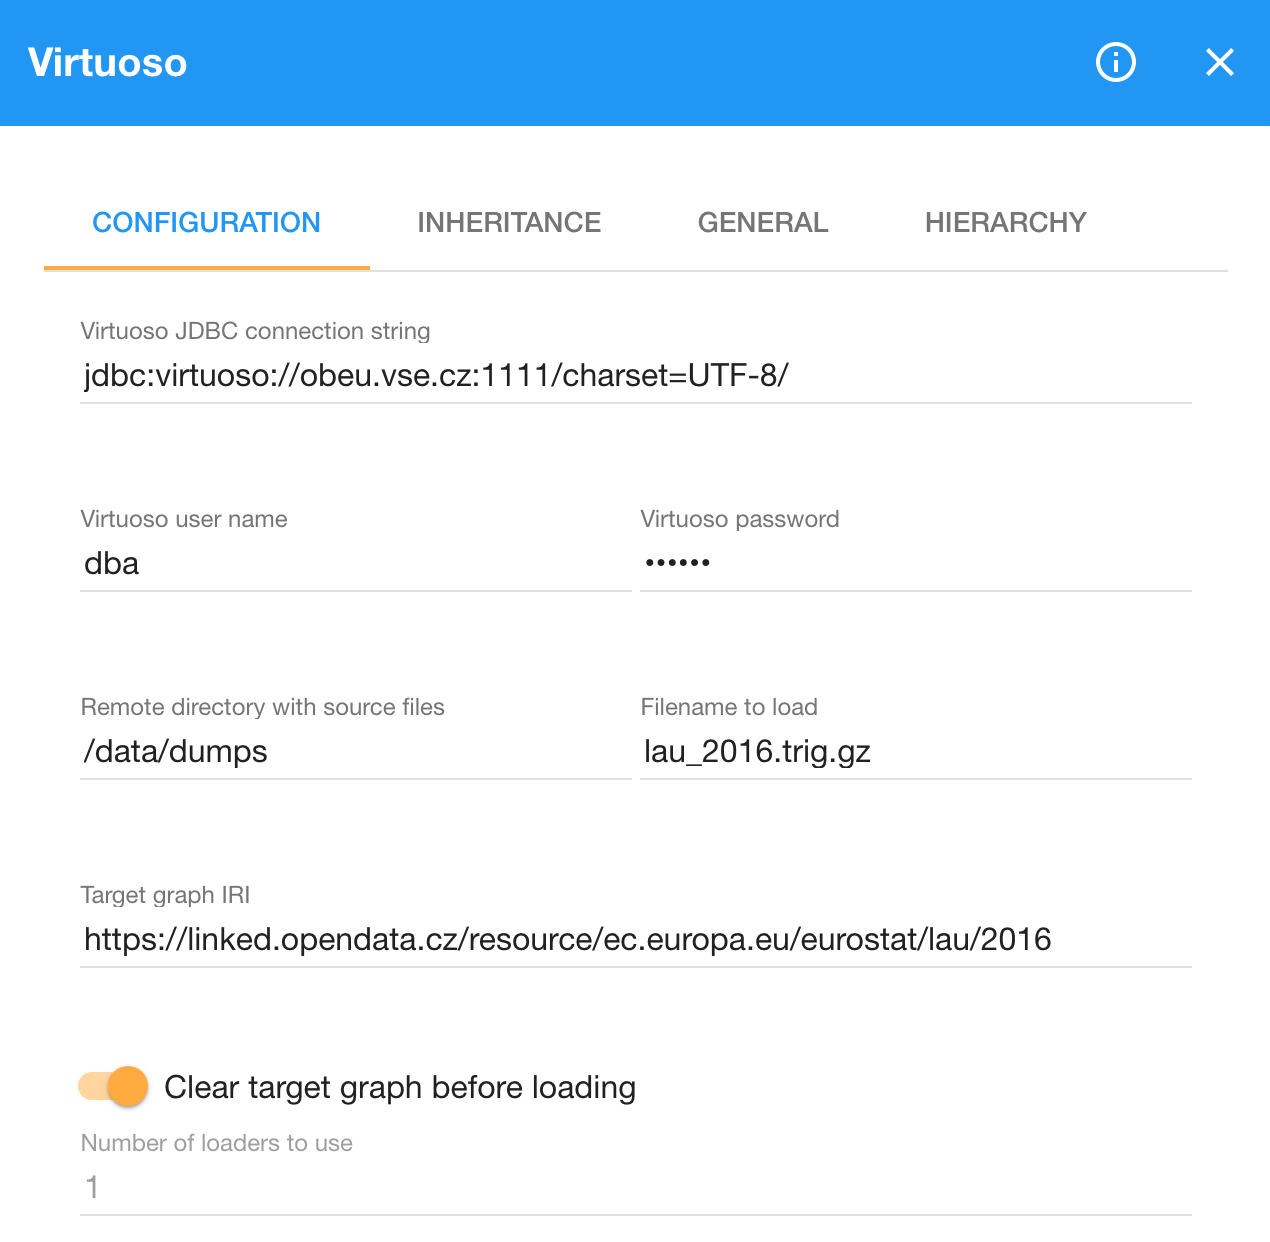 Virtuoso
CONFIGURATION INHERITANCE GENERAL HIERARCHY
Virtuoso JDBC connection string
jdbc:virtuoso://obeu.vse.cz:1111/charset=UTF-8/
Virtuoso user name Virtuoso password
dba ••••••
Remote directory with source files Filename to load
/data/dumps lau_2016.trig.gz
Target graph IRI
https://linked.opendata.cz/resource/ec.europa.eu/eurostat/lau/2016
Clear target graph before loading
Number of loaders to use
1